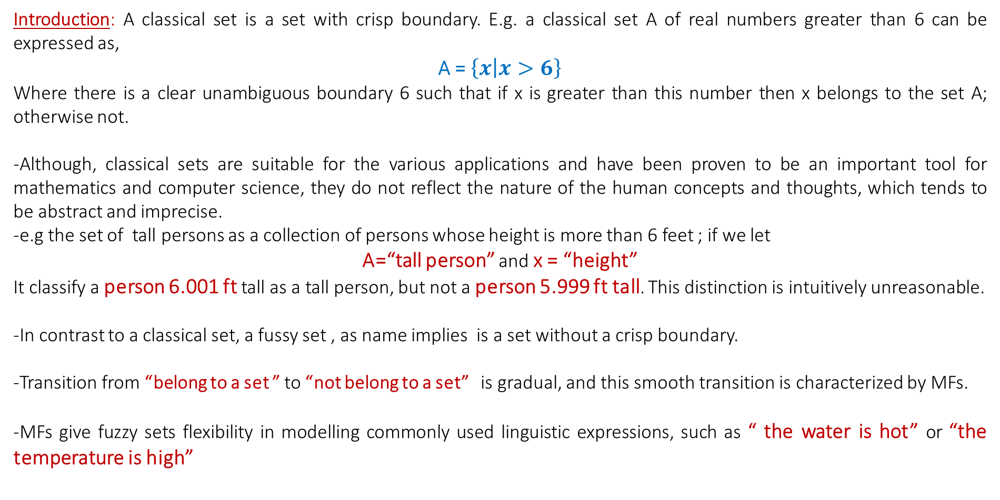 Introduction: A classical set is a set with crisp boundary. E.g. a classical set A of real numbers greater than 6 can be
expressed as,
A = {x|x > 6}
Where there is a clear unambiguous boundary 6 such that if x is greater than this number then x belongs to the set A;
otherwise not.
-Although, classical sets are suitable for the various applications and have been proven to be an important tool for
mathematics and computer science, they do not reflect the nature of the human concepts and thoughts, which tends to
be abstract and imprecise.
-e.g the set of tall persons as a collection of persons whose height is more than 6 feet ; if we let
A=“tall person” and x = “height”
It classify a person 6.001 ft tall as a tall person, but not a person 5.999 ft tall. This distinction is intuitively unreasonable.
-In contrast to a classical set, a fussy set , as name implies is a set without a crisp boundary.
-Transition from “belong to a set ” to “not belong to a set” is gradual, and this smooth transition is characterized by MFs.
-MFs give fuzzy sets flexibility in modelling commonly used linguistic expressions, such as “ the water is hot” or “the
temperature is high”